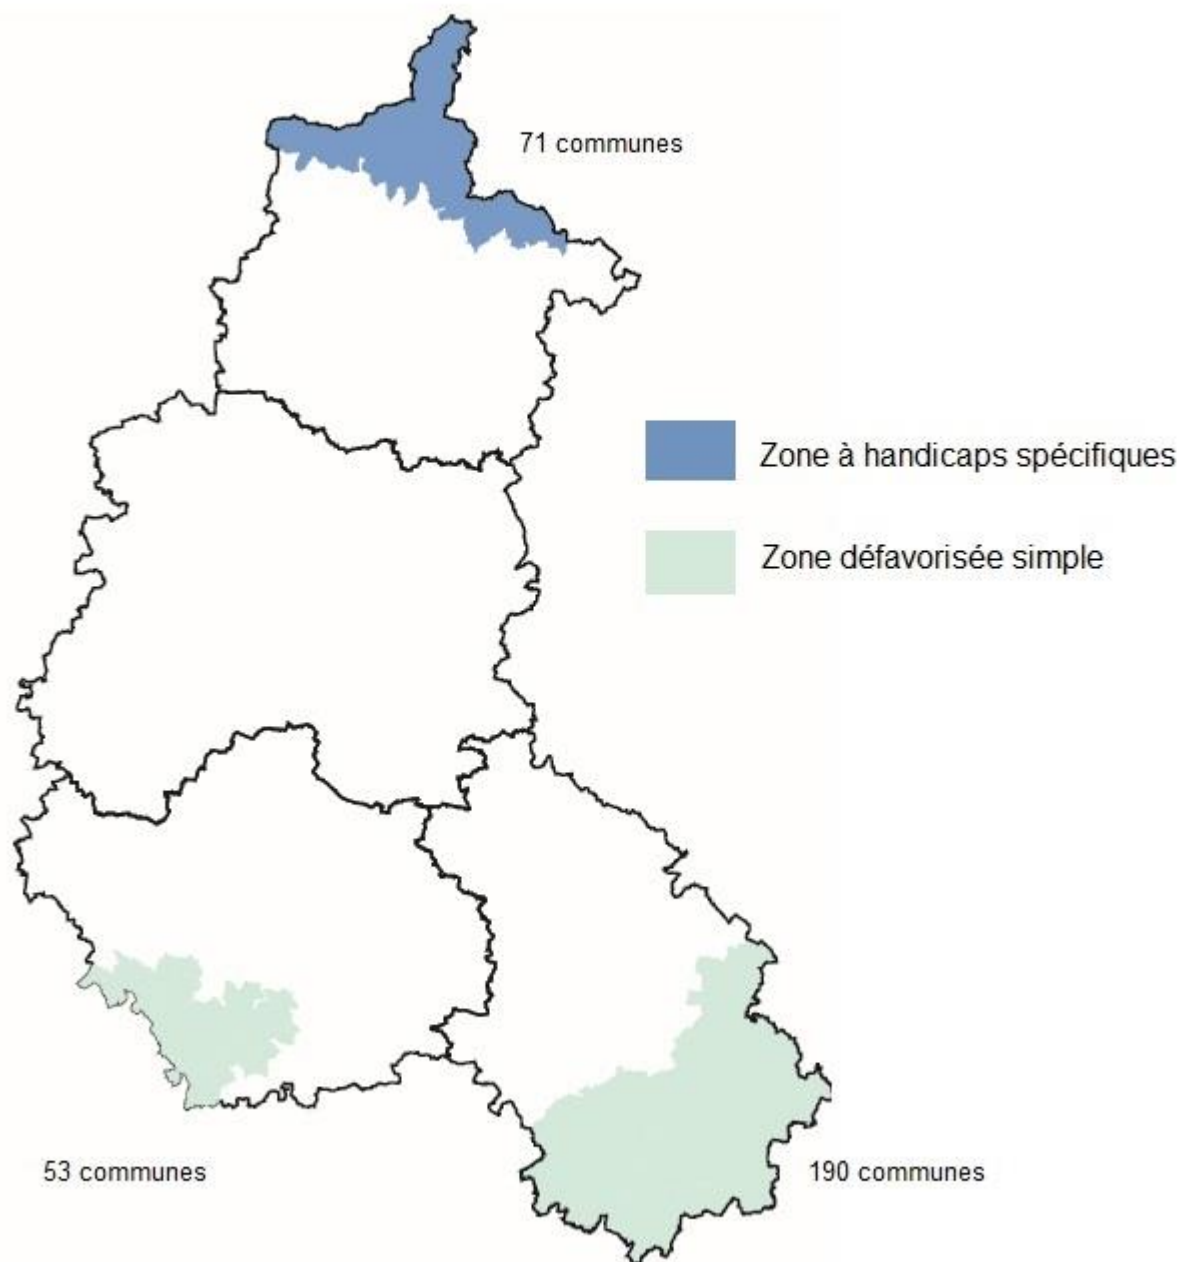 71 communes
Zone à handicaps spécifiques
Zone défavorisée simple
53 communes
190 communes